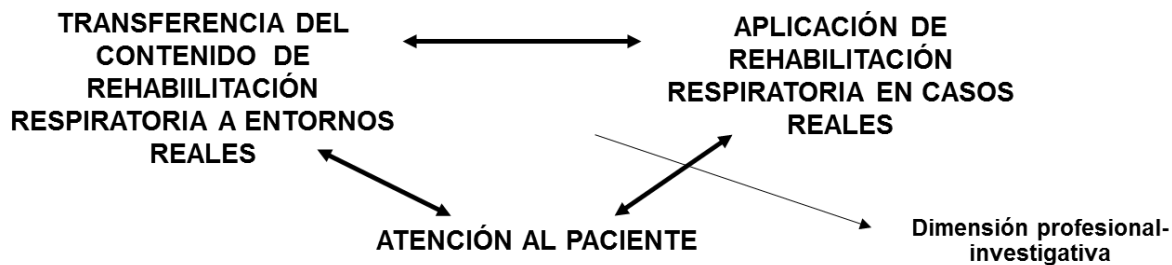 TRANSFERENCIA DEL
CONTENIDO DE
REHABIILITACIÓN
RESPIRATORIA A ENTORNOS
REALES
APLICACIÓN DE
REHABILITACIÓN
RESPIRATORIA EN CASOS
REALES
ATENCIÓN AL PACIENTE
Dimensión profesional-
investigativa